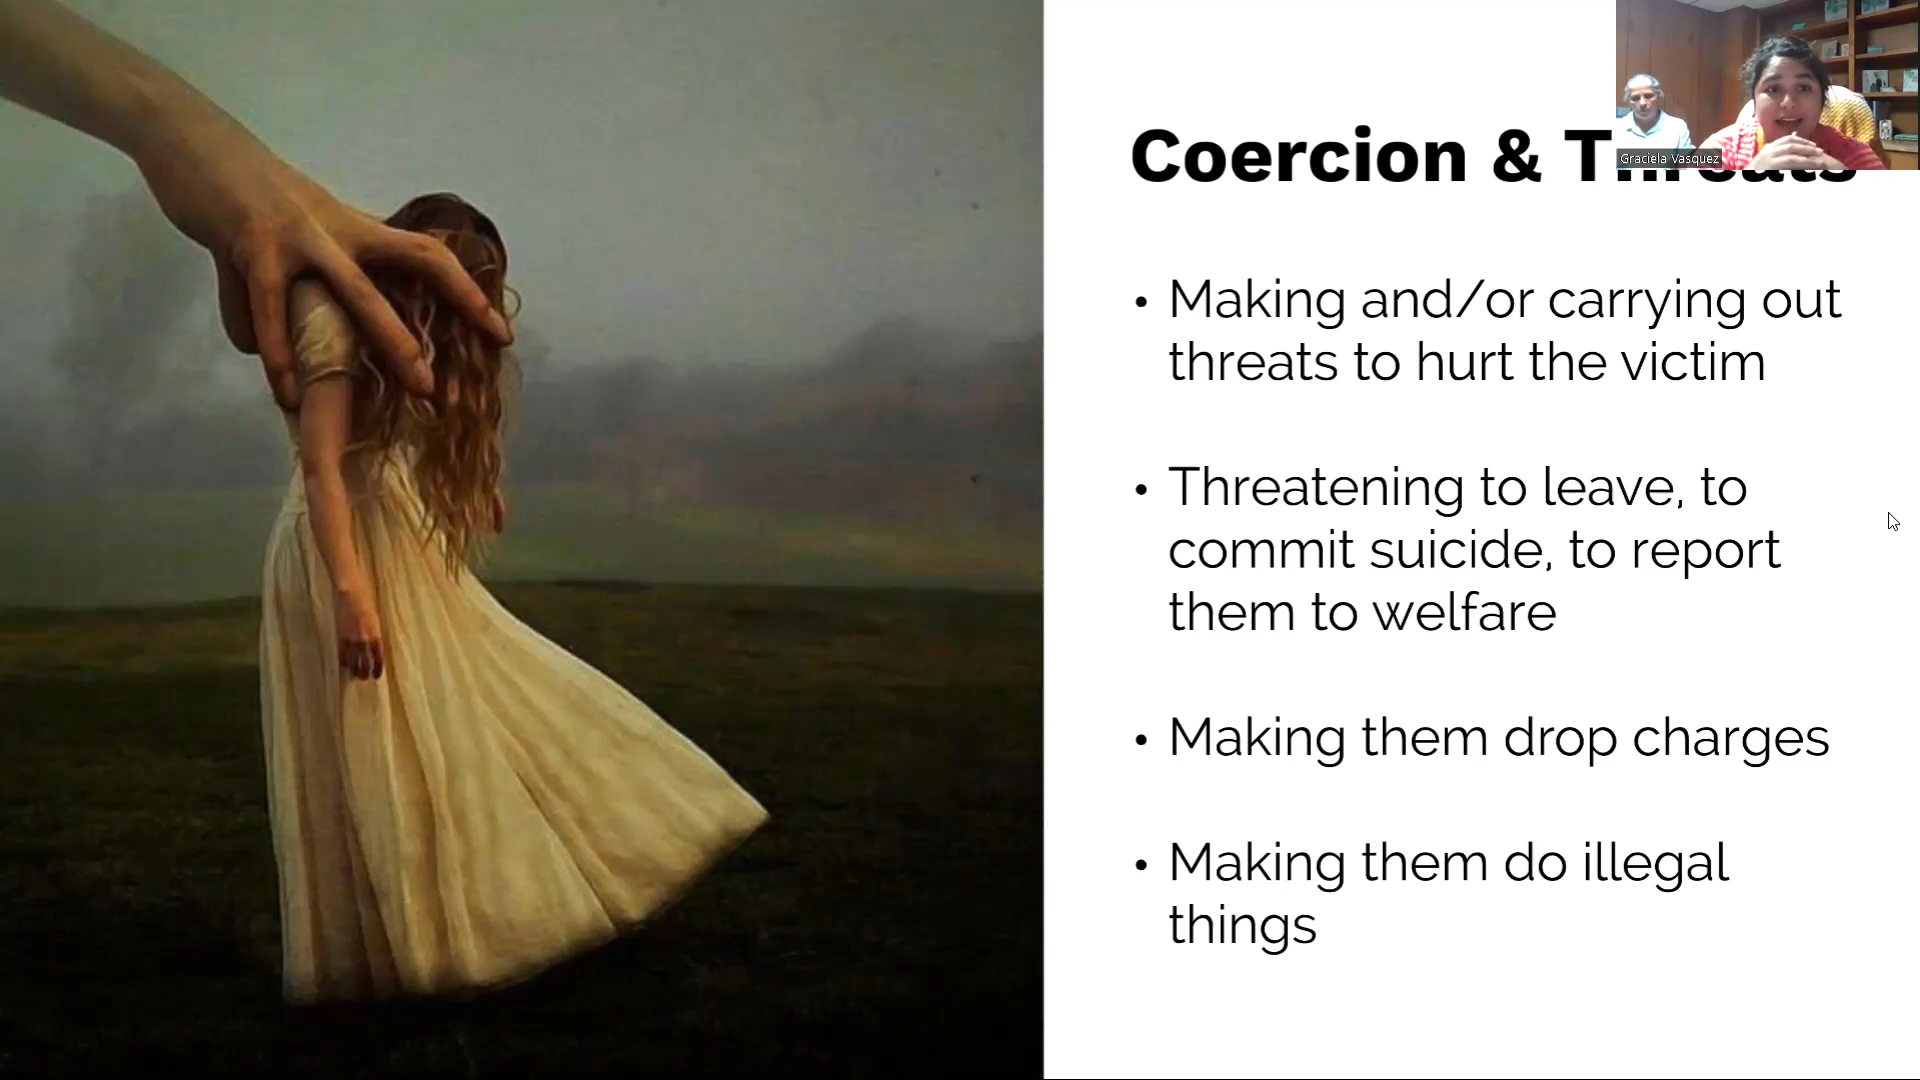 Coercion & Threats
Graciela Vasquez
• Making and/or carrying out
threats to hurt the victim
• Threatening to leave, to
commit suicide, to report
them to welfare
• Making them drop charges
• Making them do illegal
things